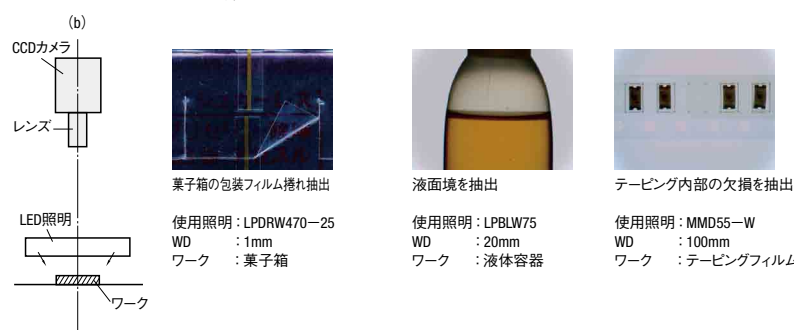 (b)
CCDカメラ
レンズ
LED照明
ワーク
菓子箱の包装フィルム捲れ抽出
使用照明：LPDRW470−25
WD：1mm
ワーク：菓子箱
液面境を抽出
使用照明：LPBLW75
WD：20mm
ワーク：液体容器
テーピング内部の欠損を抽出
使用照明：MMD55−W
WD：100mm
ワーク：テーピングフィルム